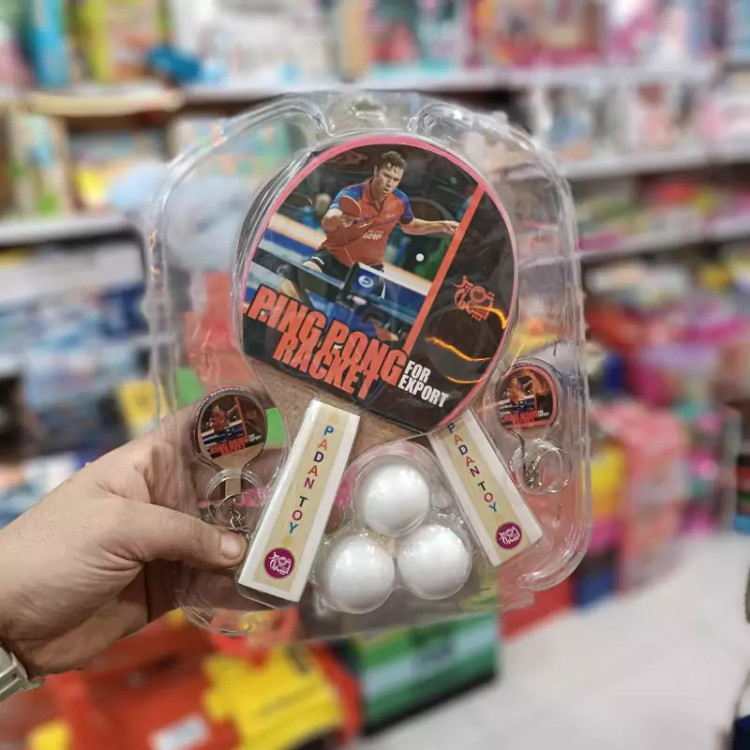 PING PONG
RACKET
FOR
EXPORT
PADAN TOY
PADAN TOY